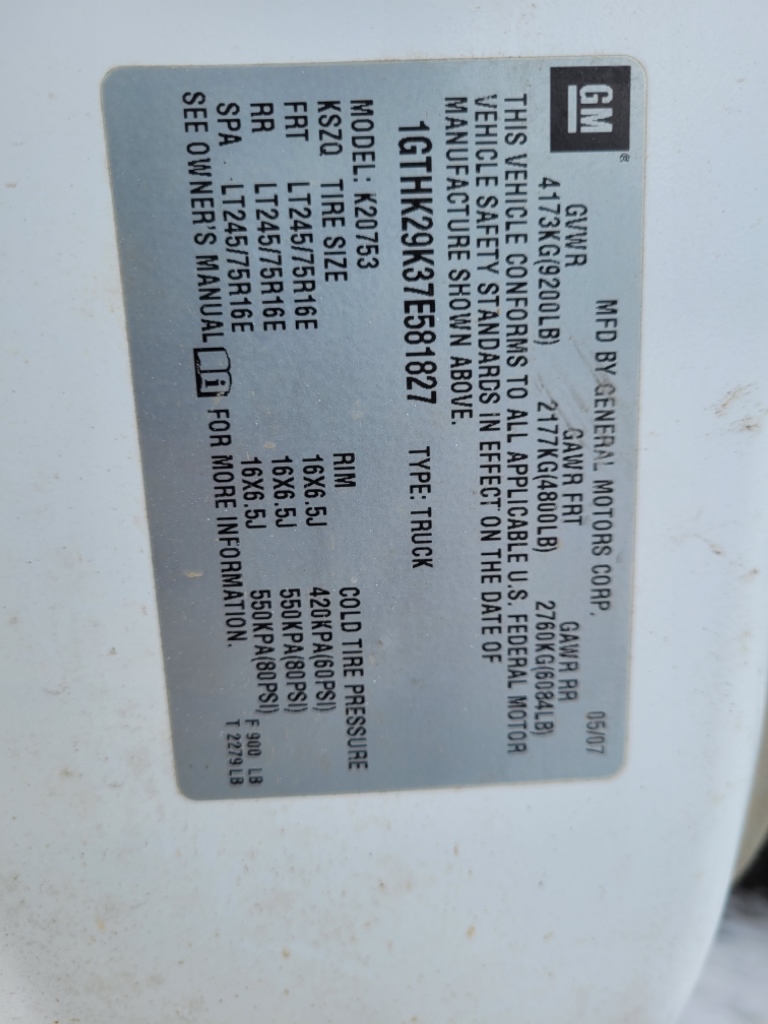 GM
MFD BY GENERAL MOTORS CORP. 05/07
GVWR GAWR FRT GAWR RR
4173KG(9200LB) 2177KG(4800LB) 2760KG(6084LB)
THIS VEHICLE CONFORMS TO ALL APPLICABLE U.S. FEDERAL MOTOR
VEHICLE SAFETY STANDARDS IN EFFECT ON THE DATE OF
MANUFACTURE SHOWN ABOVE.
1GTHK29K37E581827 TYPE: TRUCK
MODEL: K20753
KSZQ TIRE SIZE RIM COLD TIRE PRESSURE
FRT LT245/75R16E 16X6.5J 420KPA(60PSI)
RR LT245/75R16E 16X6.5J 550KPA(80PSI)
SPA LT245/75R16E 16X6.5J 550KPA(80PSI)
SEE OWNER'S MANUAL FOR MORE INFORMATION.
F 900 LB
T 2279 LB